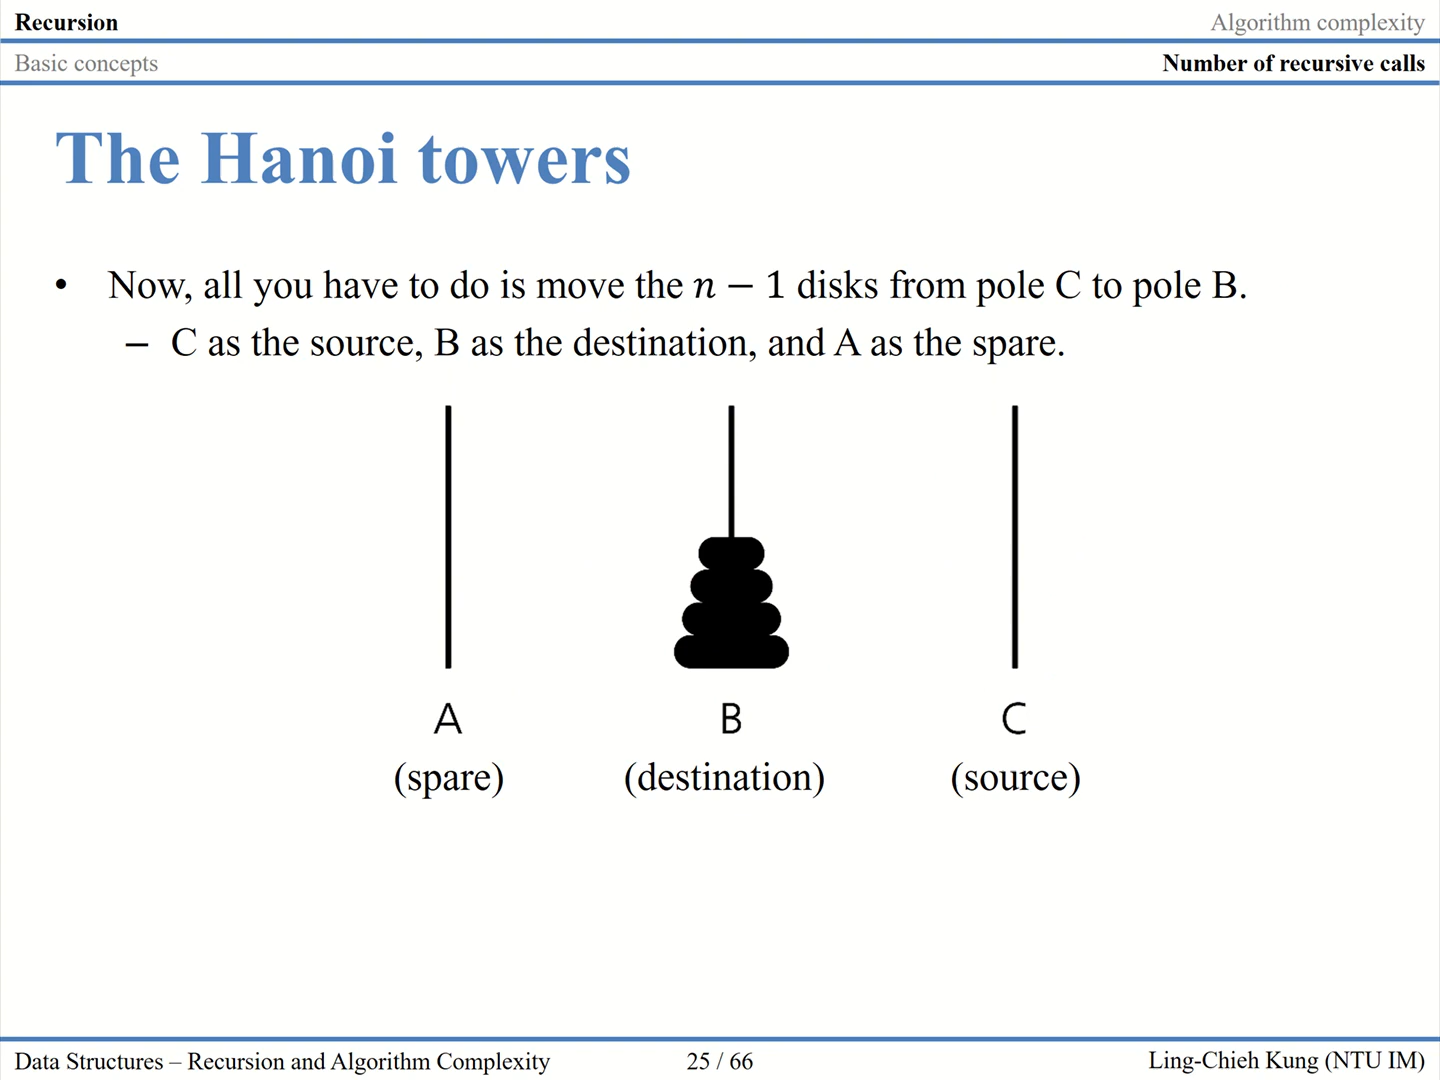 Recursion
Algorithm complexity
Basic concepts
Number of recursive calls
The Hanoi towers
• Now, all you have to do is move the n − 1 disks from pole C to pole B.
– C as the source, B as the destination, and A as the spare.
A
B
C
(spare)
(destination)
(source)
Data Structures – Recursion and Algorithm Complexity
25 / 66
Ling-Chieh Kung (NTU IM)